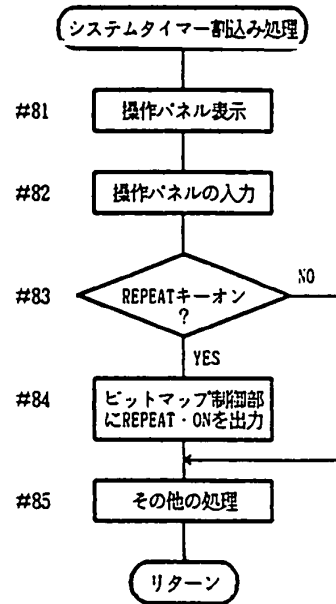 システムタイマー割込み処理
#81
操作パネル表示
#82
操作パネルの入力
#83
REPEATキーオン
?
NO
YES
#84
ビットマップ制御部
にREPEAT・ONを出力
#85
その他の処理
リターン